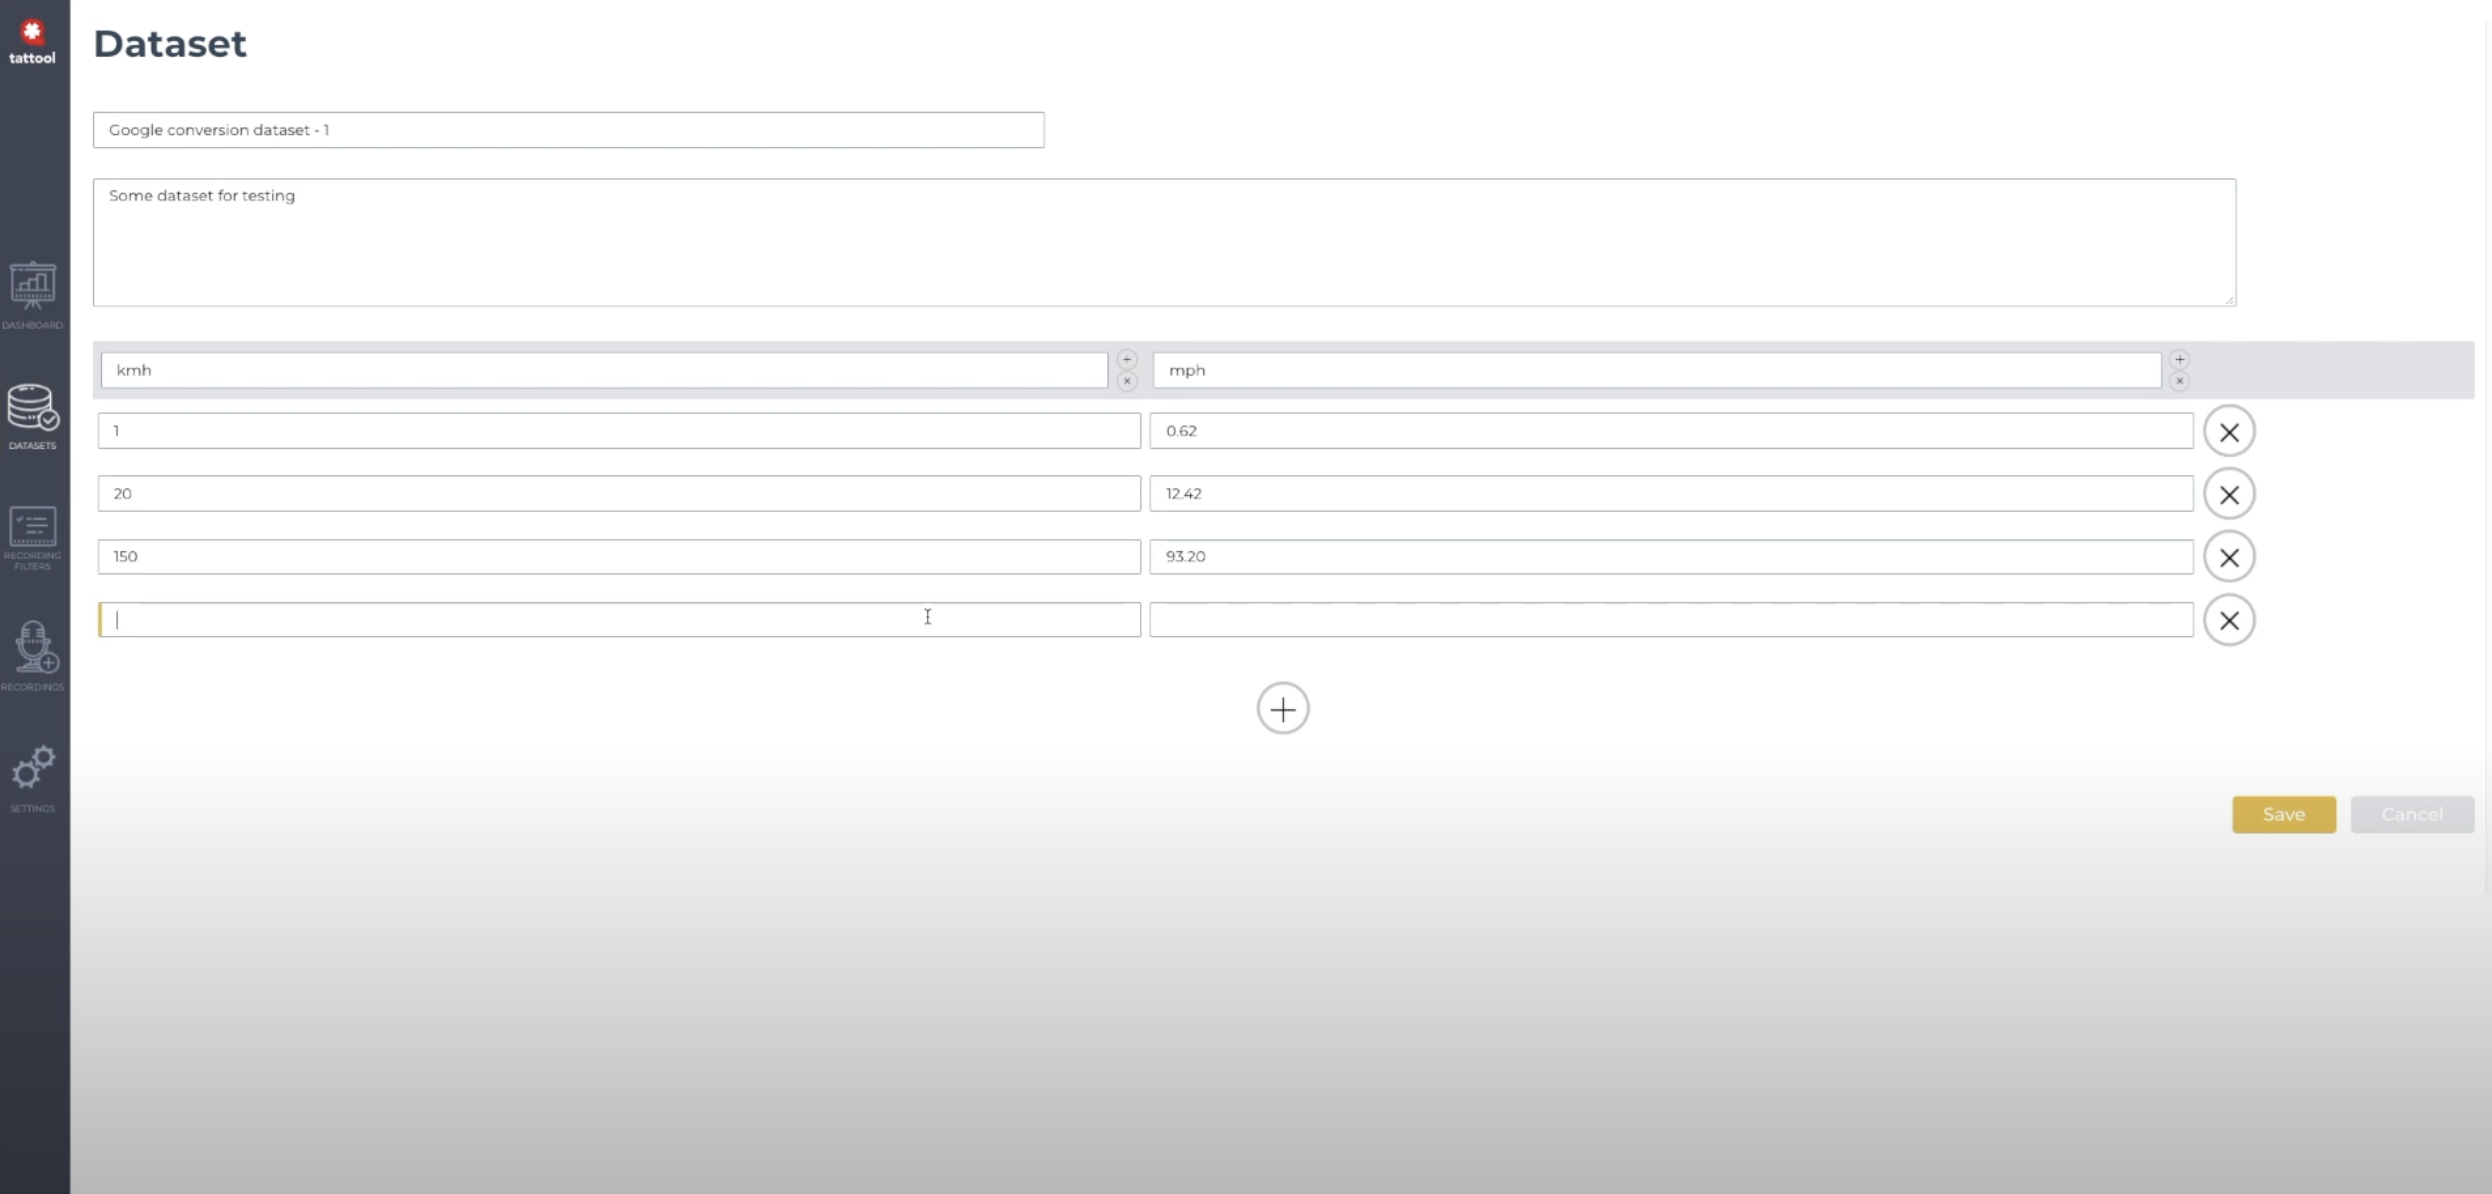 tattool
Dataset
Google conversion dataset - 1
Some dataset for testing
DASHBOARD
kmh
mph
1
0.62
DATASETS
20
12.42
150
93.20
RECORDING
FILTERS
RECORDINGS
SETTINGS
Save
Cancel